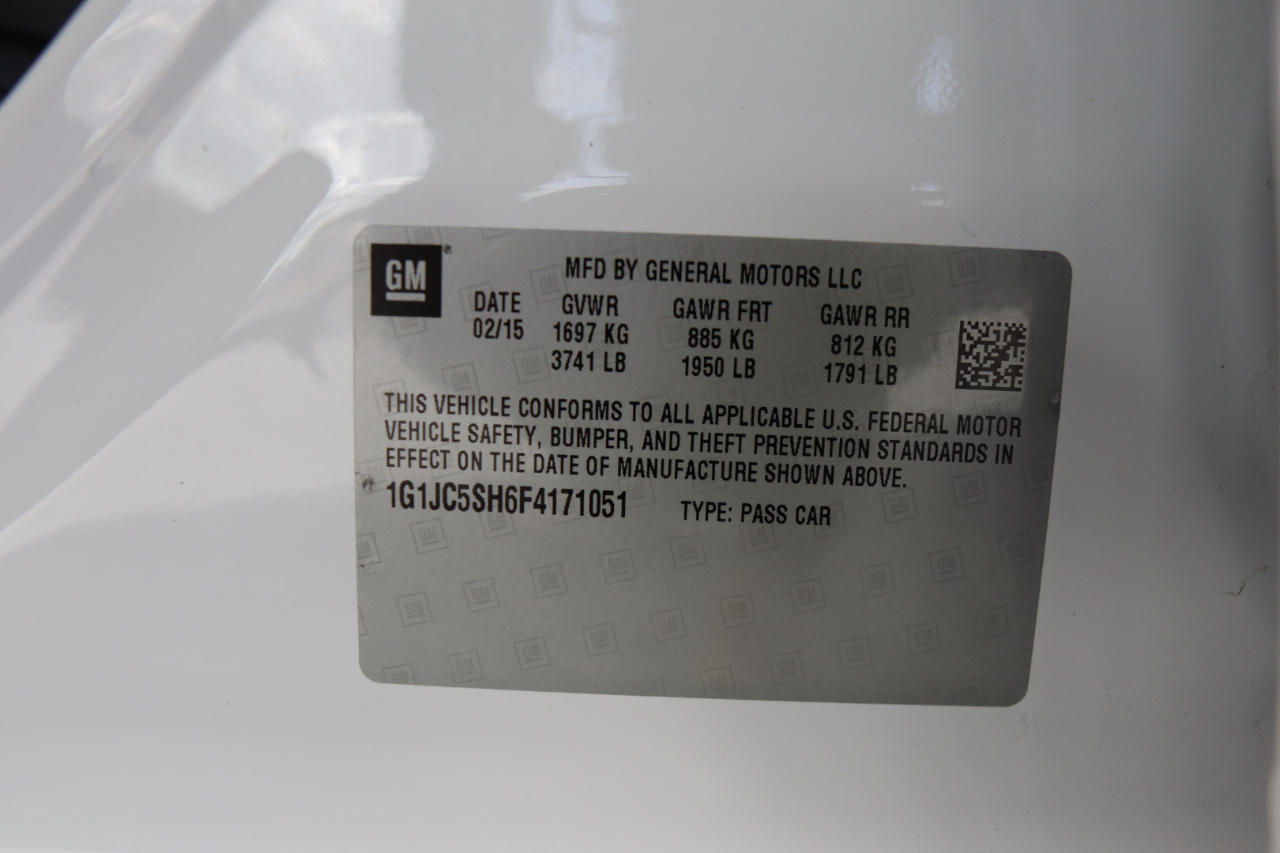 GM®
MFD BY GENERAL MOTORS LLC
DATE GVWR GAWR FRT GAWR RR
02/15 1697 KG 885 KG 812 KG
3741 LB 1950 LB 1791 LB
THIS VEHICLE CONFORMS TO ALL APPLICABLE U.S. FEDERAL MOTOR
VEHICLE SAFETY, BUMPER, AND THEFT PREVENTION STANDARDS IN
EFFECT ON THE DATE OF MANUFACTURE SHOWN ABOVE.
1G1JC5SH6F4171051 TYPE: PASS CAR